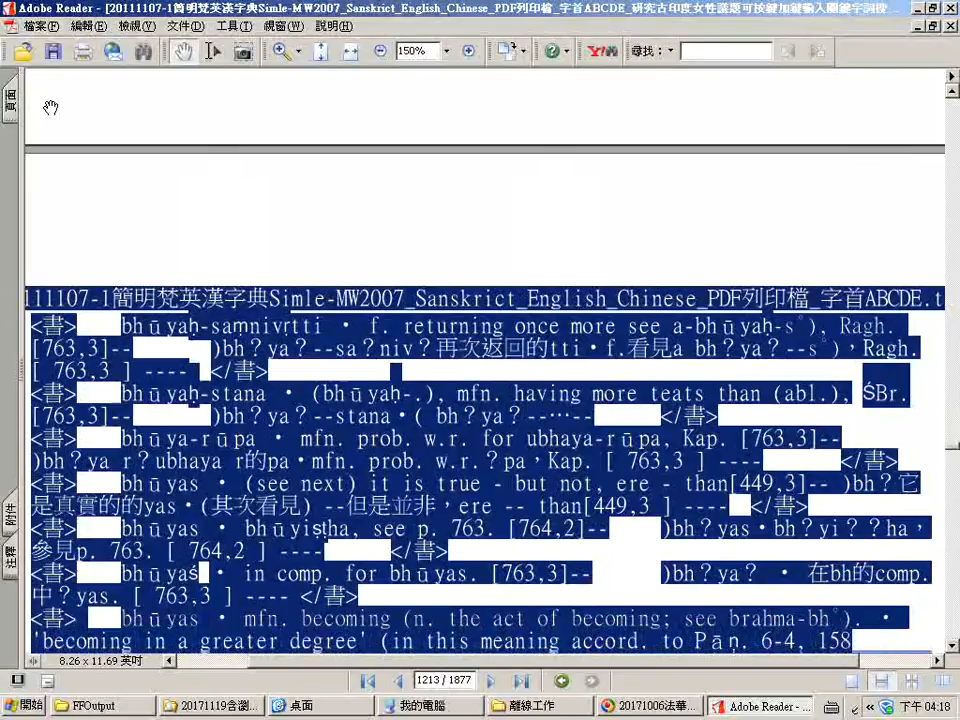 Adobe Reader - [20111107-1簡明梵英漢字典Simle-MW2007_Sanskrict_English_Chinese_PDF列印檔_字首ABCDE_研究古印度女性議題可按鍵加鍵輸入關鍵字詞搜
檔案(F) 編輯(E) 檢視(V) 文件(D) 工具(T) 視窗(W) 說明(H)
150% Y! 尋找:
頁面
111107-1簡明梵英漢字典Simle-MW2007_Sanskrict_English_Chinese_PDF列印檔_字首ABCDE.t
<書> bhūyaḥ-saṃnivṛtti · f. returning once more see a-bhūyaḥ-s°), Ragh.
[763,3]-- )bh?ya?--sa?niv?再次返回的tti·f.看見a bh?ya?--s°),Ragh.
[ 763,3 ] ---- </書>
<書> bhūyaḥ-stana · (bhūyaḥ-.), mfn. having more teats than (abl.), ŚBr.
[763,3]-- )bh?ya?--stana·( bh?ya?--…-- </書>
<書> bhūya-rūpa · mfn. prob. w.r. for ubhaya-rūpa, Kap. [763,3]--
)bh?ya r?ubhaya r的pa·mfn. prob. w.r.?pa,Kap. [ 763,3 ] ---- </書>
<書> bhūyas · (see next) it is true - but not, ere - than[449,3]-- )bh?它
是真實的的yas·(其次看見) --但是並非,ere -- than[449,3 ] ---- </書>
<書> bhūyas · bhūyiṣṭha, see p. 763. [764,2]-- )bh?yas·bh?yi??ha,
參見p. 763. [ 764,2 ] ---- </書>
<書> bhūyaś · in comp. for bhūyas. [763,3]-- )bh?ya? · 在bh的comp.
中?yas. [ 763,3 ] ---- </書>
<書> bhūyas · mfn. becoming (n. the act of becoming; see brahma-bh°). ·
'becoming in a greater degree' (in this meaning accord. to Pāṇ. 6-4, 158
附件
注釋
8.26 x 11.69 英吋
1213 / 1877
開始 FFOutput 20171119含瀏... 桌面 我的電腦 離線工作 20171006法華... Adobe Reader - ... « 下午 04:18